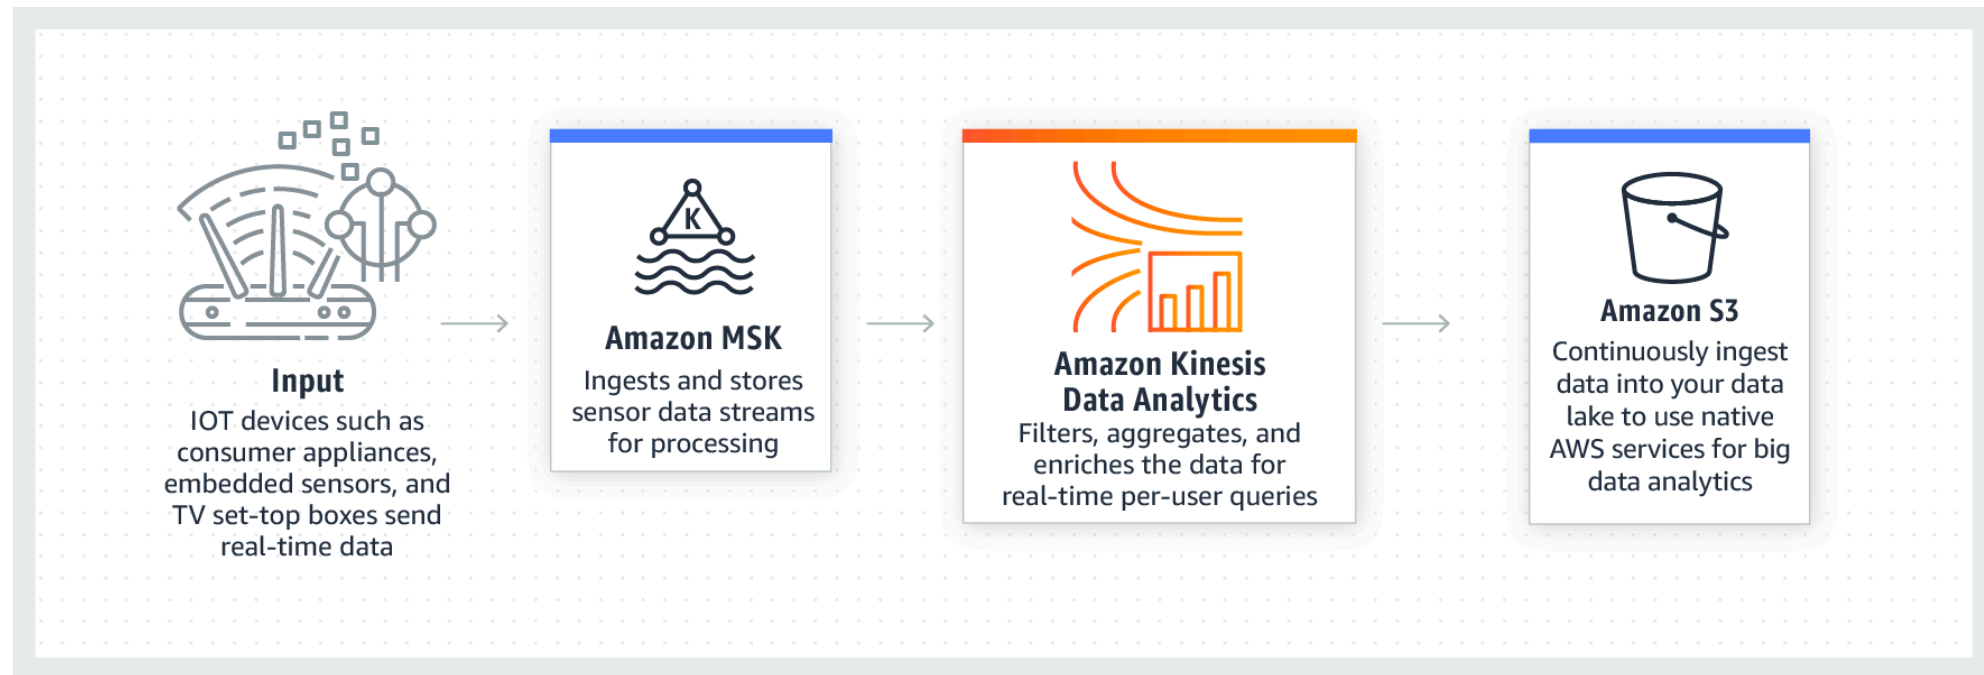 Input
IOT devices such as
consumer appliances,
embedded sensors, and
TV set-top boxes send
real-time data
K
Amazon MSK
Ingests and stores
sensor data streams
for processing
Amazon Kinesis
Data Analytics
Filters, aggregates, and
enriches the data for
real-time per-user queries
Amazon S3
Continuously ingest
data into your data
lake to use native
AWS services for big
data analytics